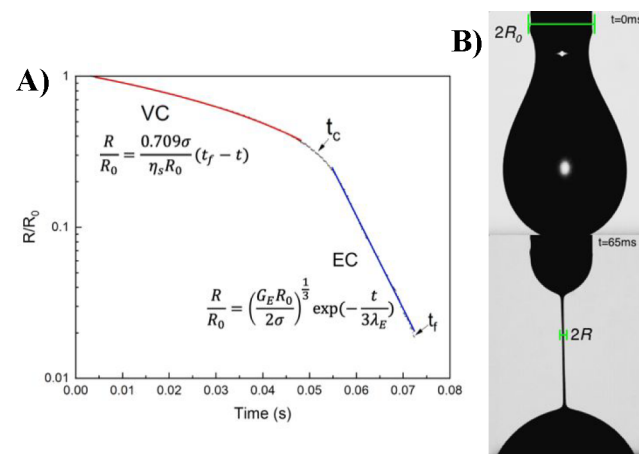 A)
B)
1
0.1
0.01
R/R₀
VC
R/R₀ = 0.709σ/(ηₛR₀) (t_f − t)
t_c
EC
R/R₀ = (G_E R₀/2σ)^(1/3) exp(−t/3λ_E)
t_f
0.00 0.01 0.02 0.03 0.04 0.05 0.06 0.07 0.08
Time (s)
t=0ms
2R₀
t=65ms
2R